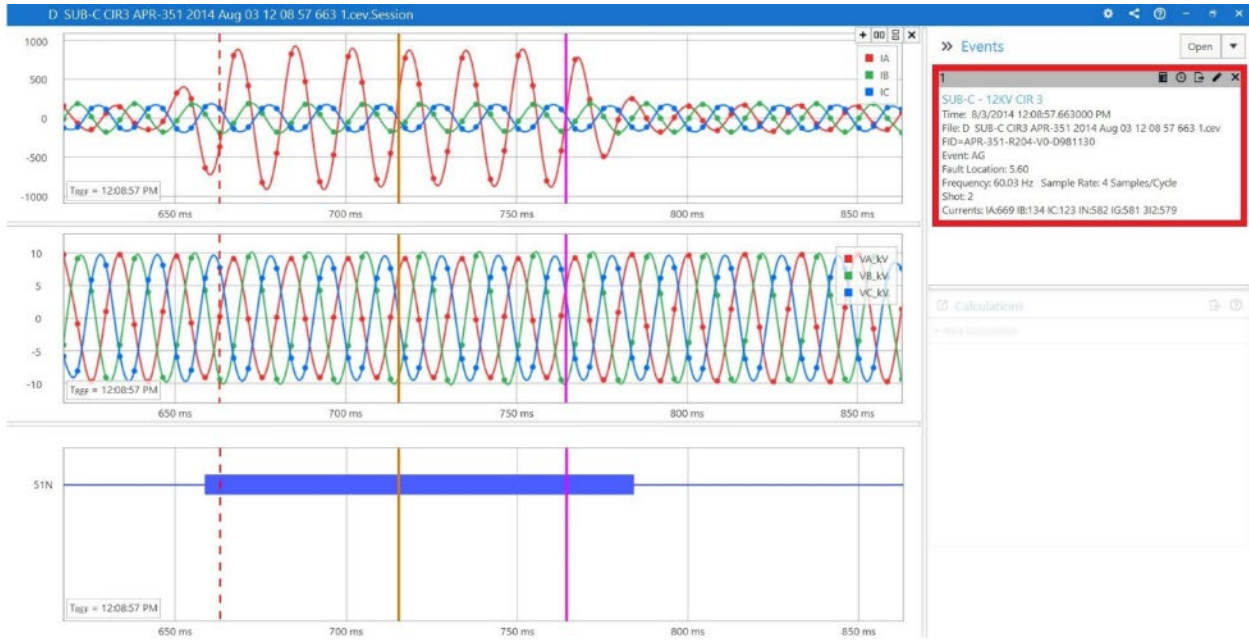 D SUB-C CIR3 APR-351 2014 Aug 03 12 08 57 663 1.cev.Session
1000
500
0
-500
-1000
IA
IB
IC
TREF = 12:08:57 PM
650 ms
700 ms
750 ms
800 ms
850 ms
10
5
0
-5
-10
VA_kV
VB_kV
VC_kV
TREF = 12:08:57 PM
650 ms
700 ms
750 ms
800 ms
850 ms
51N
TREF = 12:08:57 PM
650 ms
700 ms
750 ms
800 ms
850 ms
Events
Open
1
SUB-C - 12KV CIR 3
Time: 8/3/2014 12:08:57.663000 PM
File: D SUB-C CIR3 APR-351 2014 Aug 03 12 08 57 663 1.cev
FID=APR-351-R204-V0-D981130
Event: AG
Fault Location: 5.60
Frequency: 60.03 Hz Sample Rate: 4 Samples/Cycle
Shot: 2
Currents: IA:669 IB:134 IC:123 IN:582 IG:581 3I2:579
Calculations